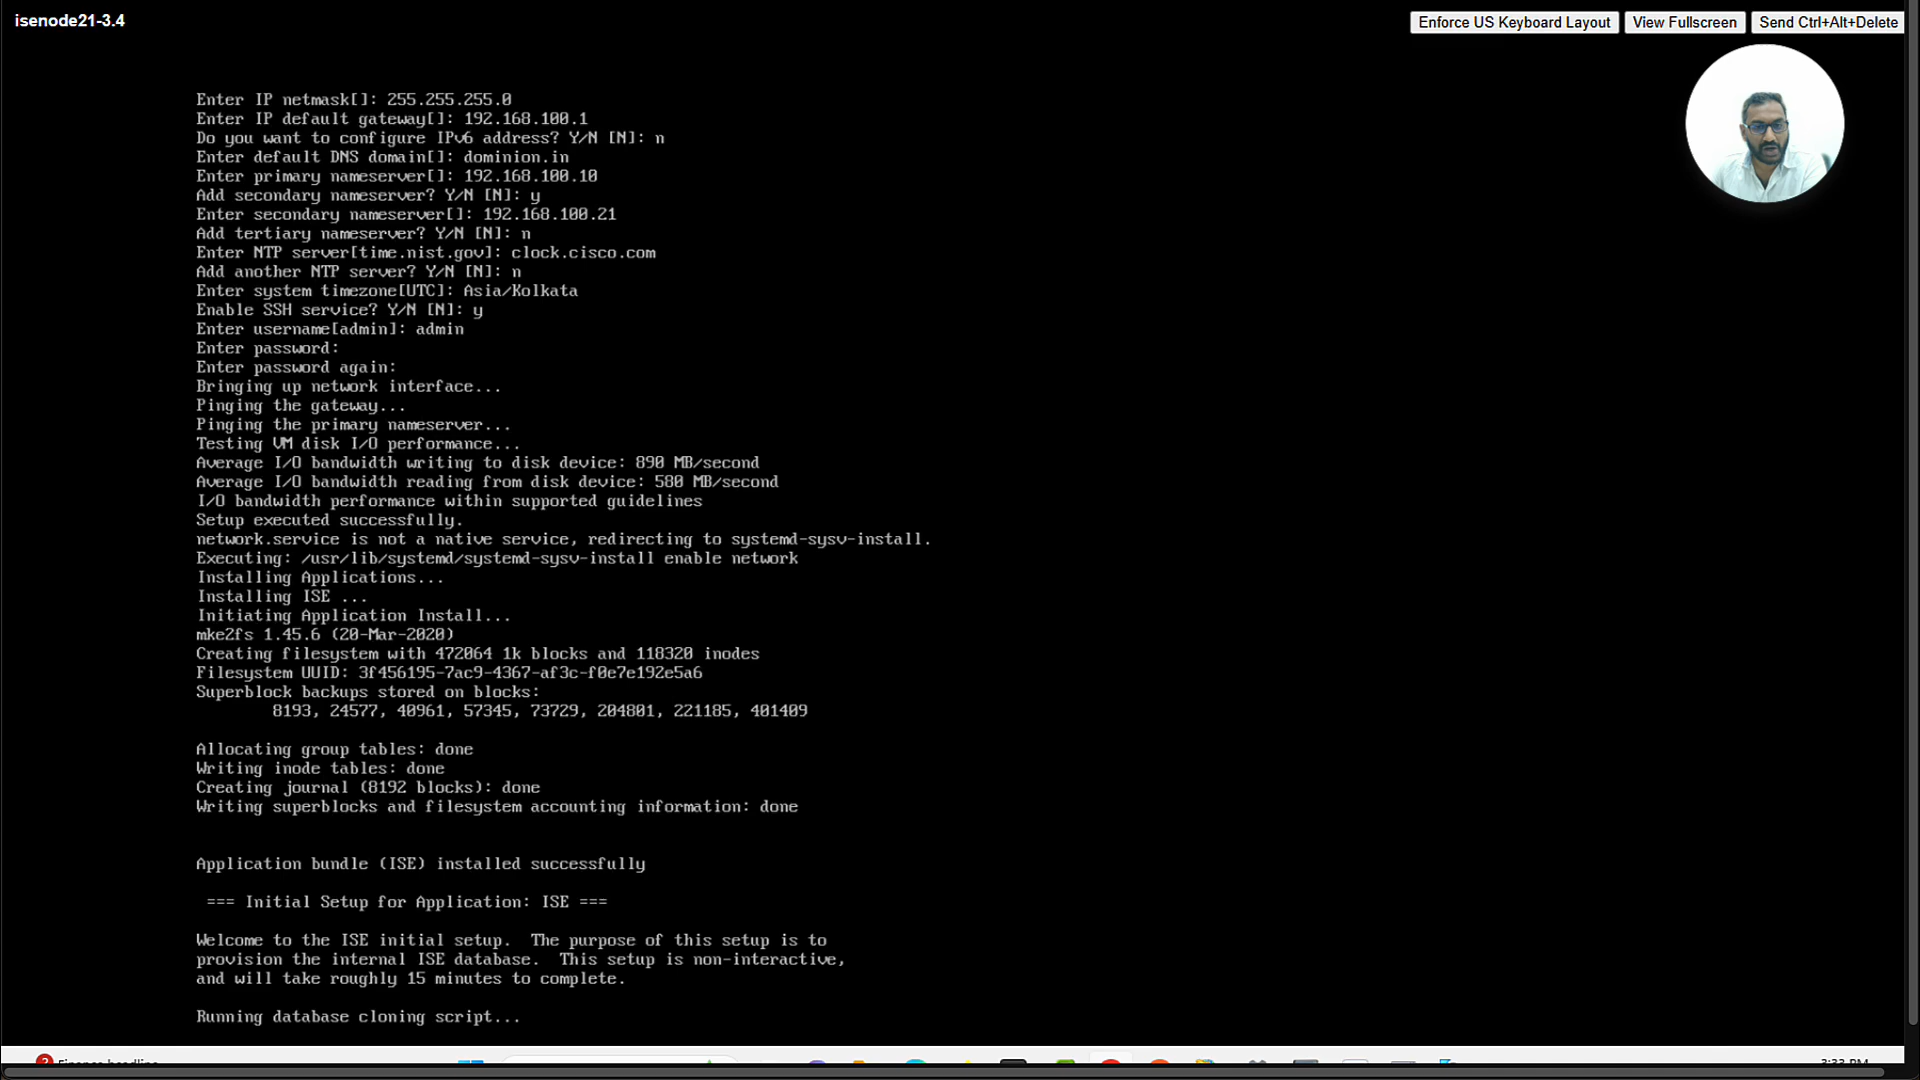 isenode21-3.4
Enforce US Keyboard Layout
View Fullscreen
Send Ctrl+Alt+Delete
Enter IP netmask[]: 255.255.255.0
Enter IP default gateway[]: 192.168.100.1
Do you want to configure IPv6 address? Y/N [N]: n
Enter default DNS domain[]: dominion.in
Enter primary nameserver[]: 192.168.100.10
Add secondary nameserver? Y/N [N]: y
Enter secondary nameserver[]: 192.168.100.21
Add tertiary nameserver? Y/N [N]: n
Enter NTP server[time.nist.gov]: clock.cisco.com
Add another NTP server? Y/N [N]: n
Enter system timezone[UTC]: Asia/Kolkata
Enable SSH service? Y/N [N]: y
Enter username[admin]: admin
Enter password:
Enter password again:
Bringing up network interface...
Pinging the gateway...
Pinging the primary nameserver...
Testing VM disk I/O performance...
Average I/O bandwidth writing to disk device: 890 MB/second
Average I/O bandwidth reading from disk device: 580 MB/second
I/O bandwidth performance within supported guidelines
Setup executed successfully.
network.service is not a native service, redirecting to systemd-sysv-install.
Executing: /usr/lib/systemd/systemd-sysv-install enable network
Installing Applications...
Installing ISE ...
Initiating Application Install...
mke2fs 1.45.6 (20-Mar-2020)
Creating filesystem with 472064 1k blocks and 118320 inodes
Filesystem UUID: 3f456195-7ac9-4367-af3c-f0e7e192e5a6
Superblock backups stored on blocks:
8193, 24577, 40961, 57345, 73729, 204801, 221185, 401409
Allocating group tables: done
Writing inode tables: done
Creating journal (8192 blocks): done
Writing superblocks and filesystem accounting information: done
Application bundle (ISE) installed successfully
=== Initial Setup for Application: ISE ===
Welcome to the ISE initial setup.  The purpose of this setup is to
provision the internal ISE database.  This setup is non-interactive,
and will take roughly 15 minutes to complete.
Running database cloning script...